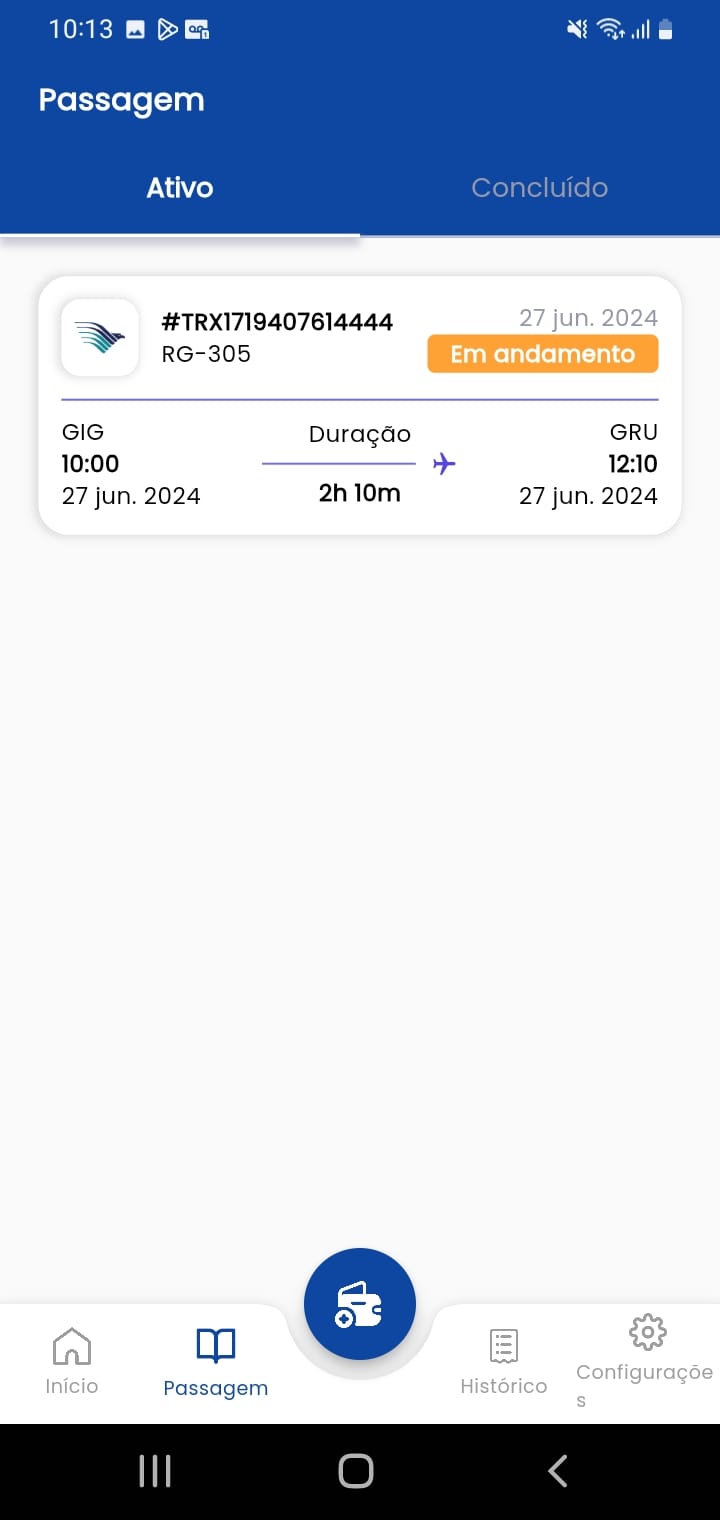 10:13
Passagem
Ativo
Concluído
#TRX1719407614444
27 jun. 2024
RG-305
Em andamento
GIG
Duração
GRU
10:00
12:10
27 jun. 2024
2h 10m
27 jun. 2024
Início
Passagem
Histórico
Configuraçõe
s